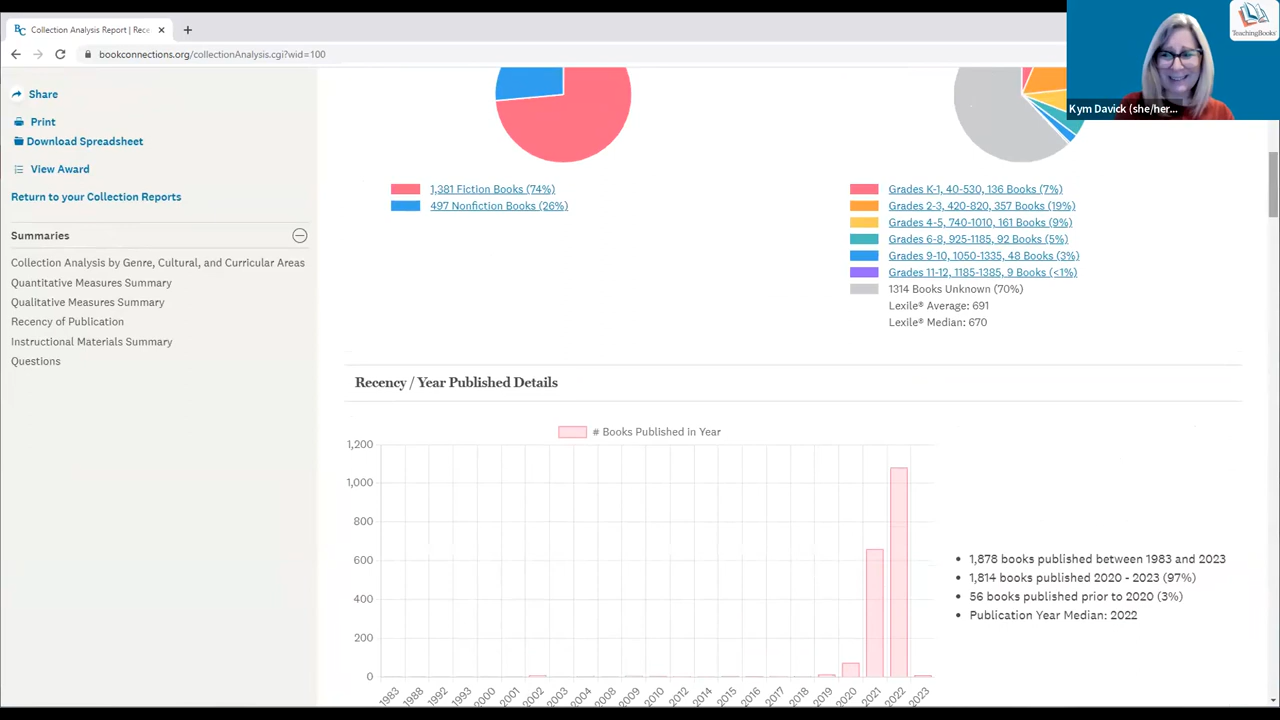 Collection Analysis Report | Rece
bookconnections.org/collectionAnalysis.cgi?wid=100
TeachingBooks
Kym Davick (she/her...
Share
Print
Download Spreadsheet
View Award
Return to your Collection Reports
Summaries
Collection Analysis by Genre, Cultural, and Curricular Areas
Quantitative Measures Summary
Qualitative Measures Summary
Recency of Publication
Instructional Materials Summary
Questions
1,381 Fiction Books (74%)
497 Nonfiction Books (26%)
Grades K-1, 40-530, 136 Books (7%)
Grades 2-3, 420-820, 357 Books (19%)
Grades 4-5, 740-1010, 161 Books (9%)
Grades 6-8, 925-1185, 92 Books (5%)
Grades 9-10, 1050-1335, 48 Books (3%)
Grades 11-12, 1185-1385, 9 Books (<1%)
1314 Books Unknown (70%)
Lexile® Average: 691
Lexile® Median: 670
Recency / Year Published Details
# Books Published in Year
1,200
1,000
800
600
400
200
0
1983 1988 1992 1993 2000 2001 2002 2003 2004 2008 2009 2010 2012 2014 2015 2016 2017 2018 2019 2020 2021 2022 2023
1,878 books published between 1983 and 2023
1,814 books published 2020 - 2023 (97%)
56 books published prior to 2020 (3%)
Publication Year Median: 2022